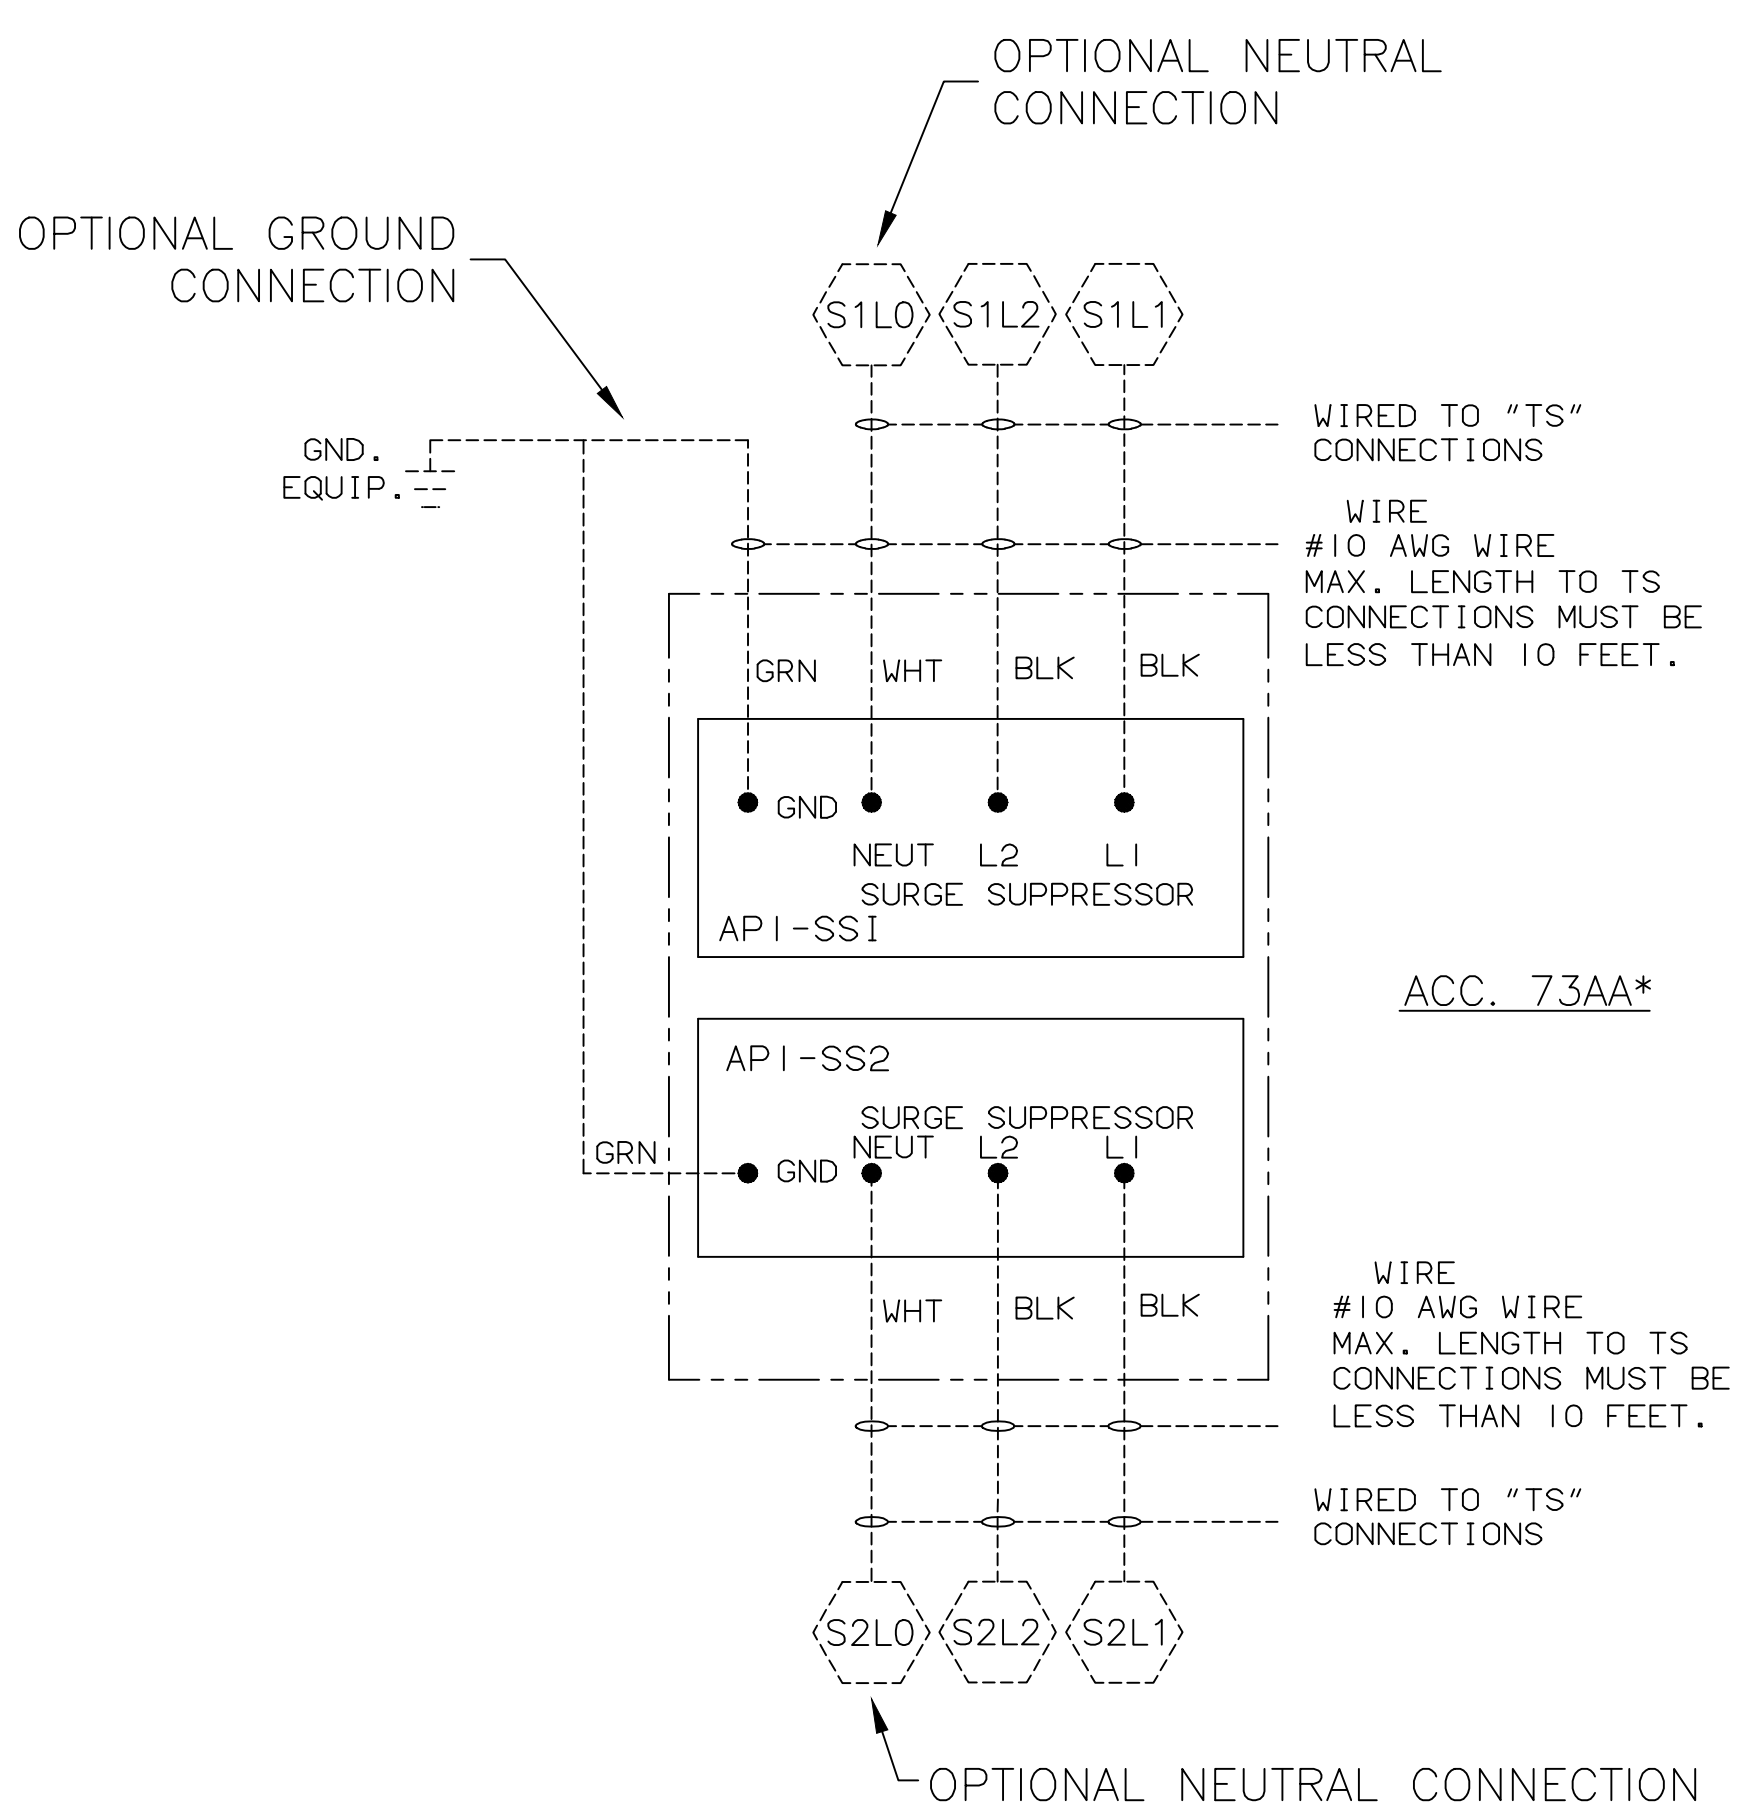 OPTIONAL NEUTRAL
CONNECTION
OPTIONAL GROUND
CONNECTION
S1L0 S1L2 S1L1
WIRED TO "TS"
CONNECTIONS
GND.
EQUIP.
WIRE
#10 AWG WIRE
MAX. LENGTH TO TS
CONNECTIONS MUST BE
LESS THAN 10 FEET.
GRN WHT BLK BLK
GND
NEUT L2 L1
SURGE SUPPRESSOR
AP1-SS1
ACC. 73AA*
AP1-SS2
SURGE SUPPRESSOR
NEUT L2 L1
GRN GND
WHT BLK BLK
WIRE
#10 AWG WIRE
MAX. LENGTH TO TS
CONNECTIONS MUST BE
LESS THAN 10 FEET.
WIRED TO "TS"
CONNECTIONS
S2L0 S2L2 S2L1
OPTIONAL NEUTRAL CONNECTION